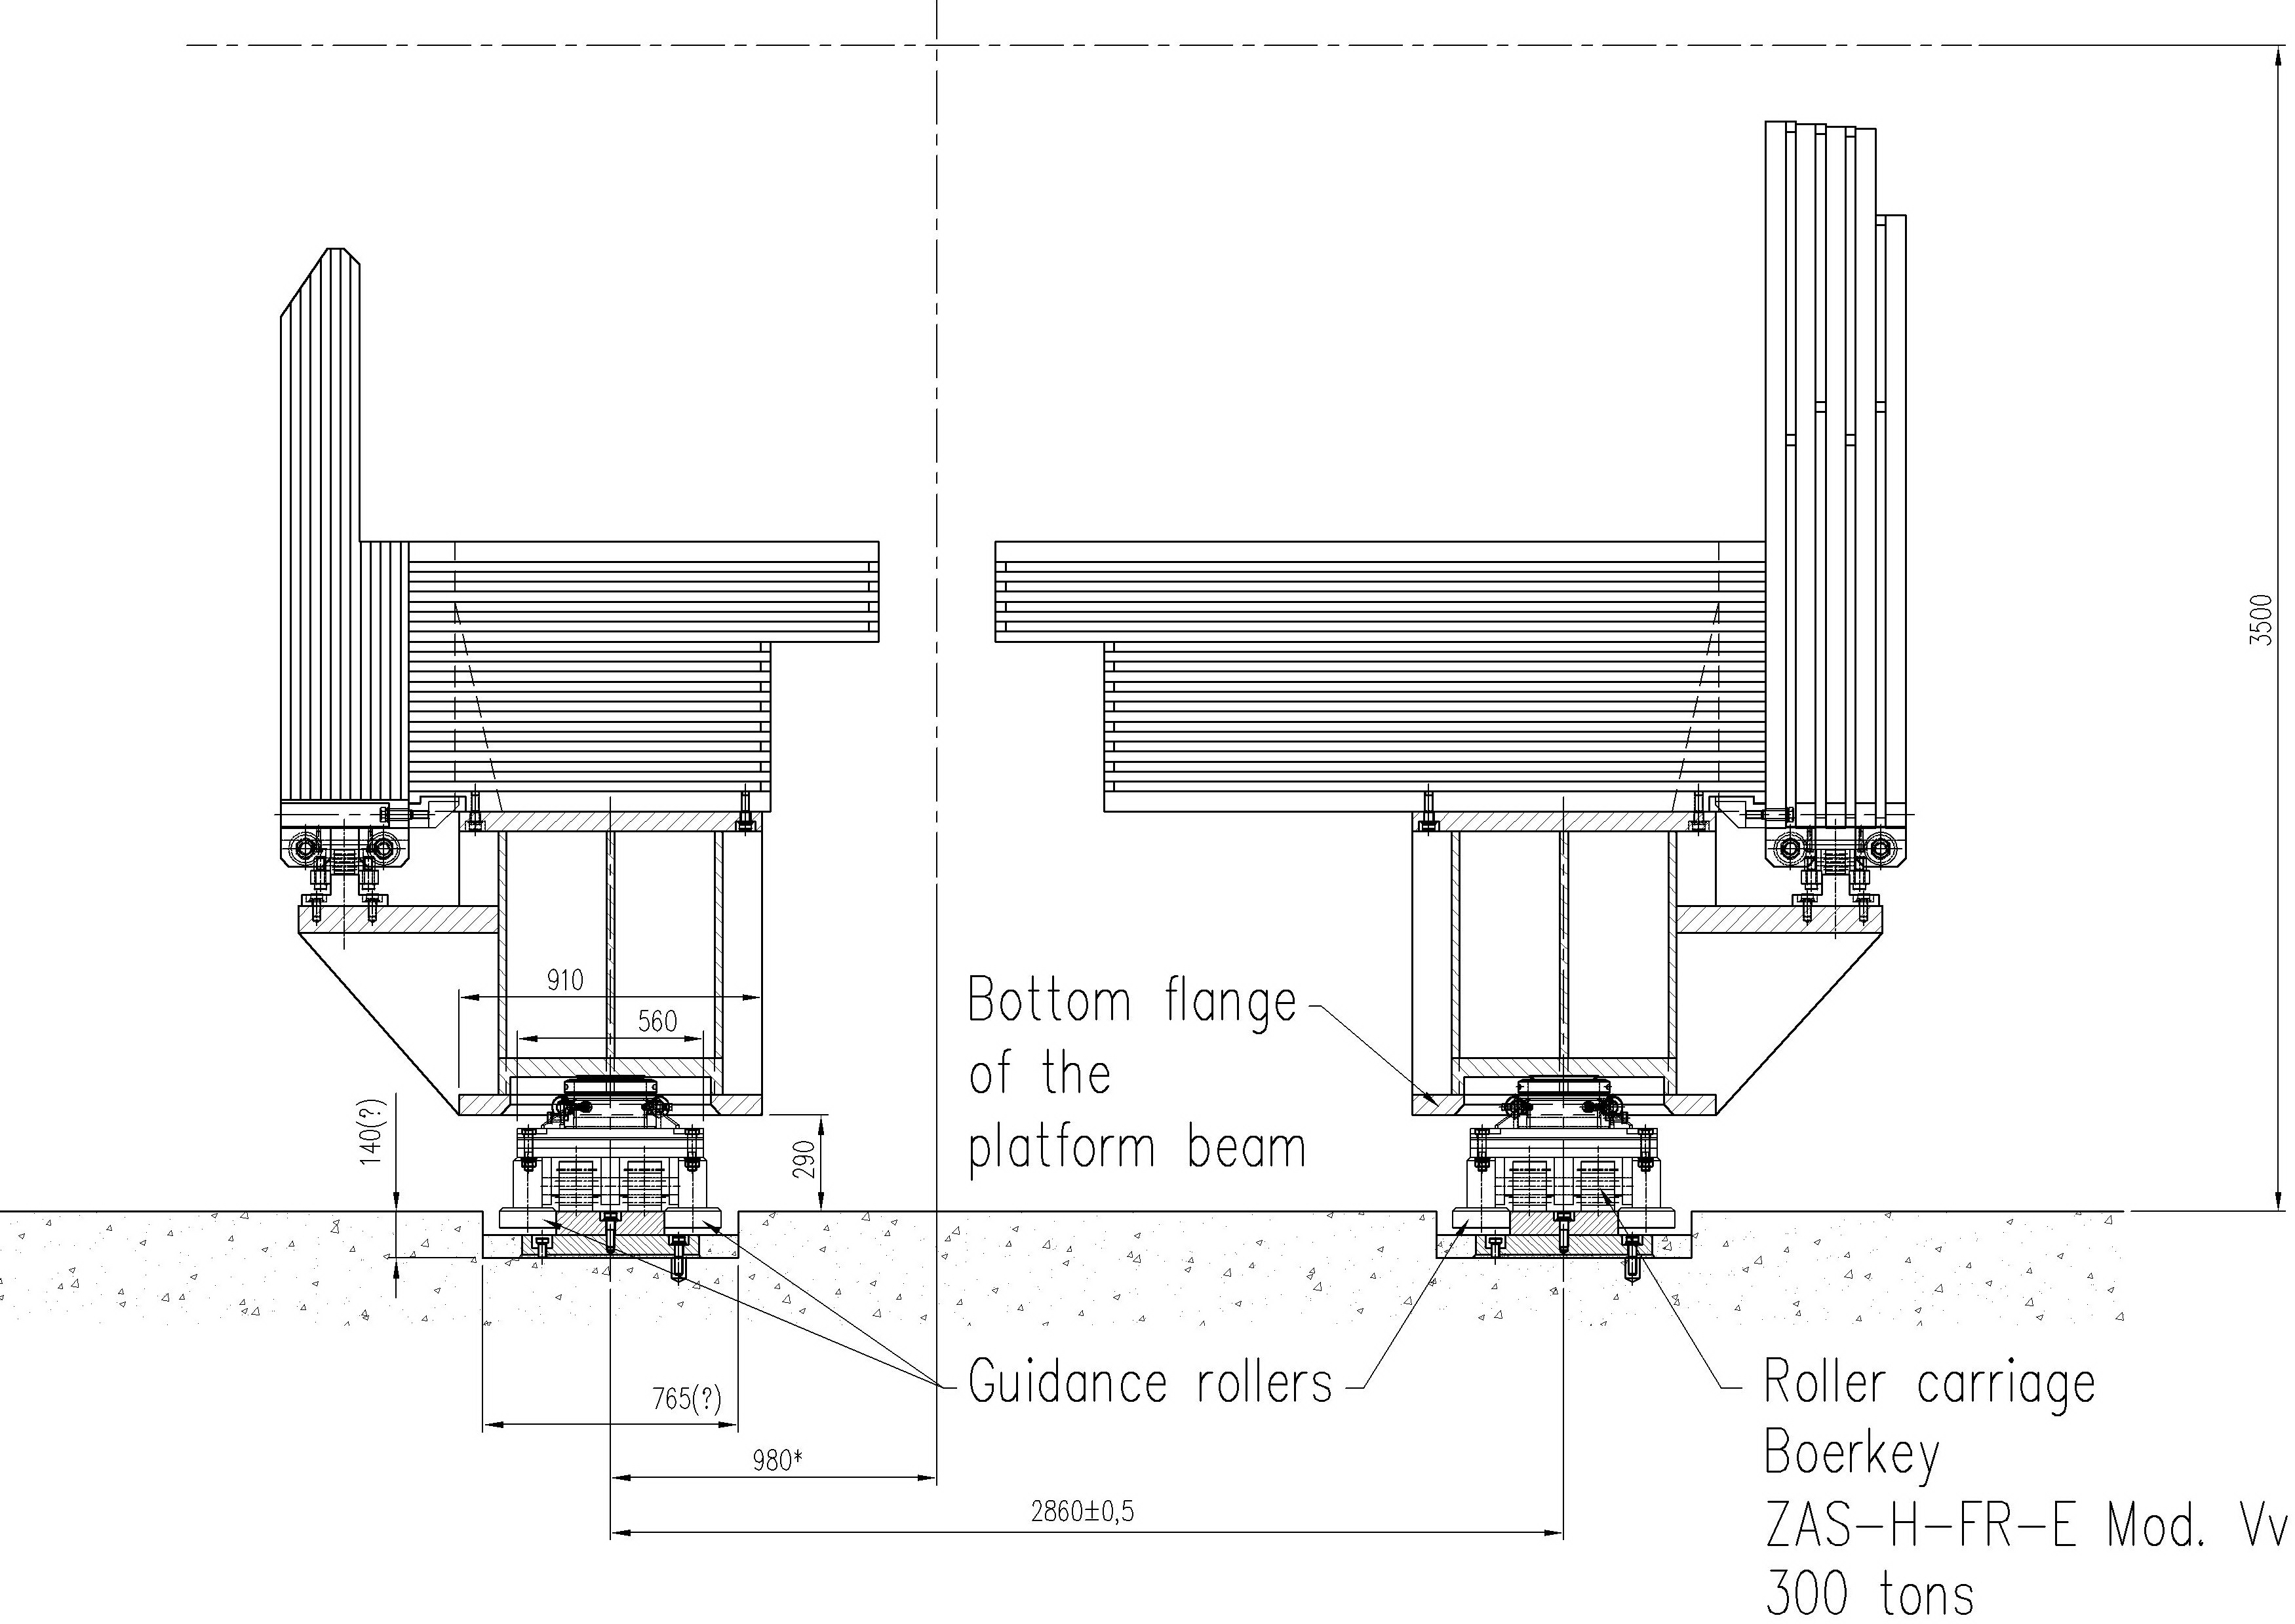 3500
910
560
Bottom flange
of the
platform beam
140(?)
290
Guidance rollers
Roller carriage
Boerkey
ZAS-H-FR-E Mod. Vv
300 tons
765(?)
980*
2860±0,5